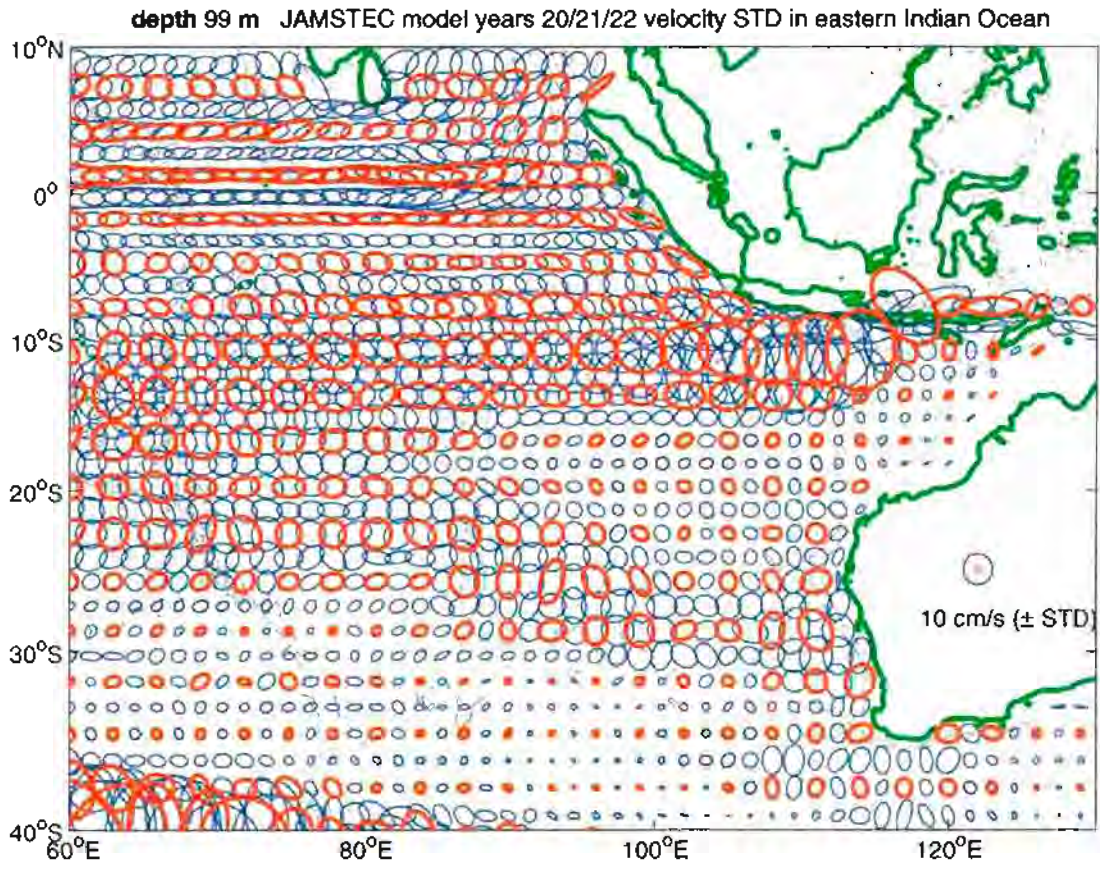 depth 99 m JAMSTEC model years 20/21/22 velocity STD in eastern Indian Ocean
10°N
0°
10°S
20°S
10 cm/s (± STD)
30°S
40°S
60°E 80°E 100°E 120°E